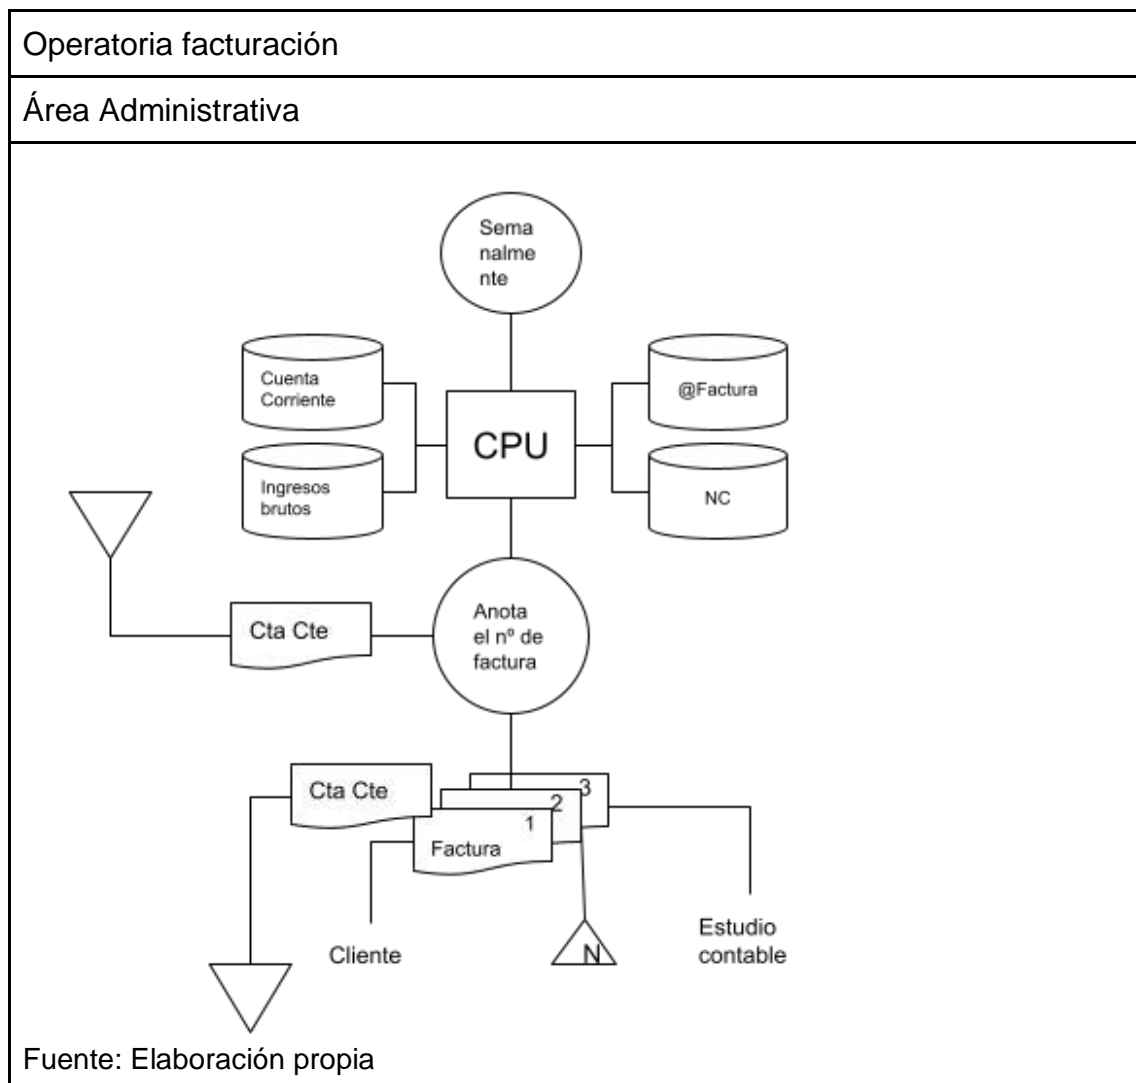 Operatoria facturación
Área Administrativa
Sema
nalme
nte
Cuenta
Corriente
@Factura
CPU
Ingresos
brutos
NC
Anota
el nº de
factura
Cta Cte
Cta Cte
3
2
1
Factura
Cliente
N
Estudio
contable
Fuente: Elaboración propia